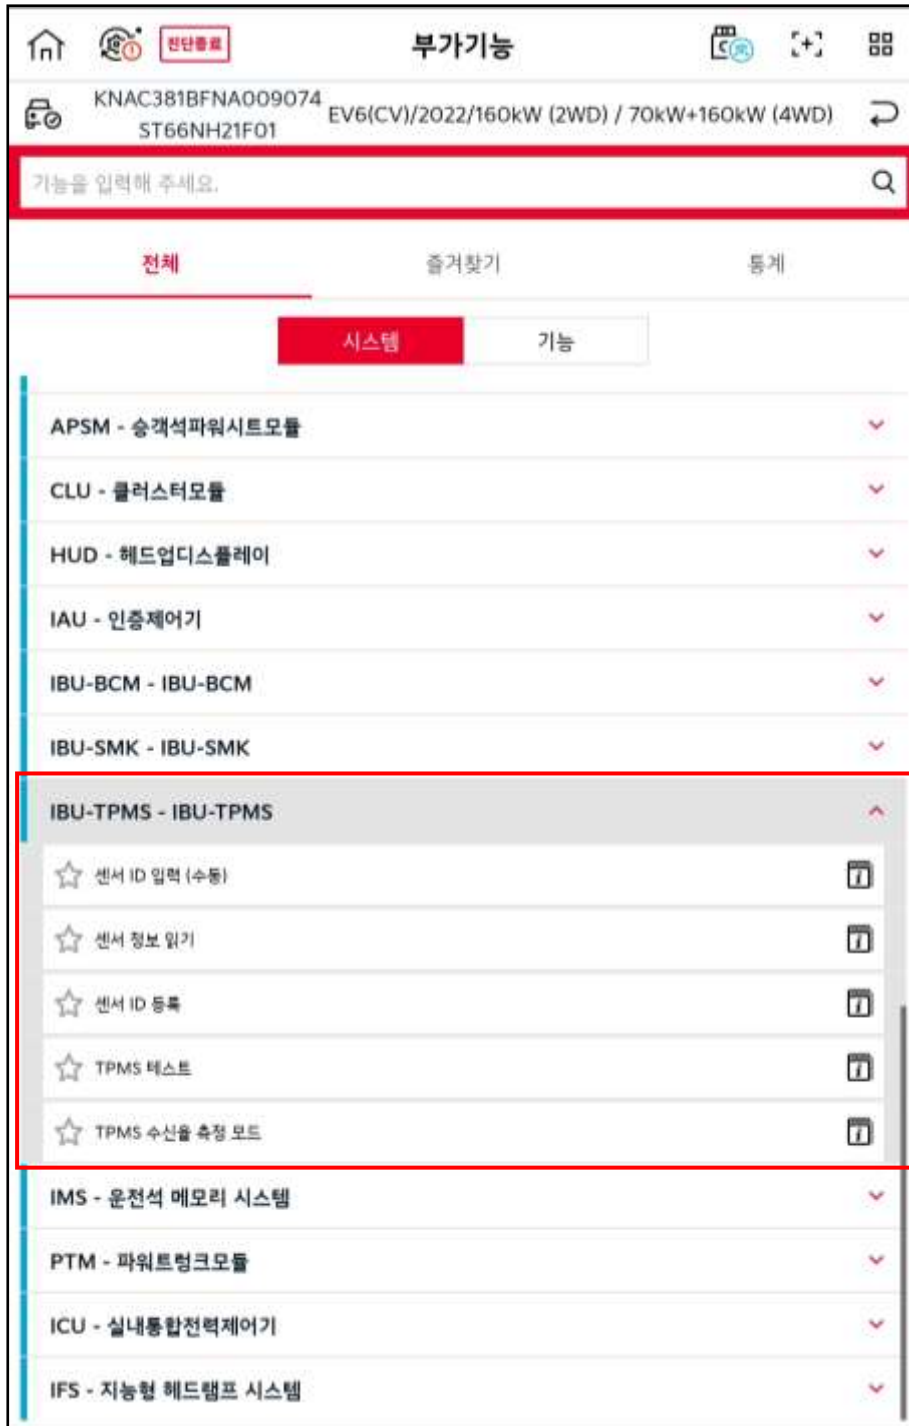 진단종료
부가기능
KNAC381BFNA009074
ST66NH21F01
EV6(CV)/2022/160kW (2WD) / 70kW+160kW (4WD)
기능을 입력해 주세요.
전체 즐겨찾기 통계
시스템 기능
APSM - 승객석파워시트모듈
CLU - 클러스터모듈
HUD - 헤드업디스플레이
IAU - 인증제어기
IBU-BCM - IBU-BCM
IBU-SMK - IBU-SMK
IBU-TPMS - IBU-TPMS
센서 ID 입력 (수동)
센서 정보 읽기
센서 ID 등록
TPMS 테스트
TPMS 수신율 측정 모드
IMS - 운전석 메모리 시스템
PTM - 파워트렁크모듈
ICU - 실내통합전력제어기
IFS - 지능형 헤드램프 시스템